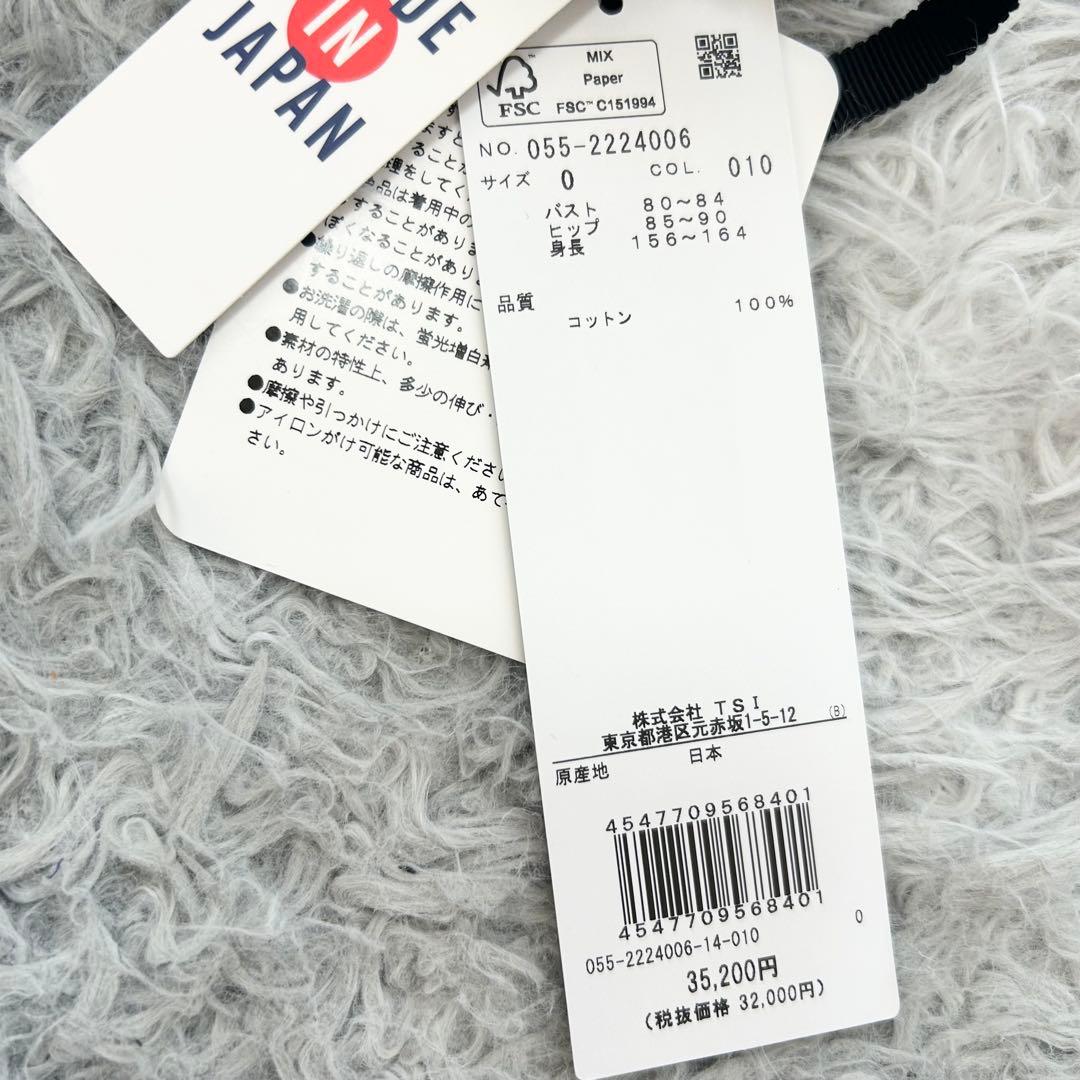 DE
IN
JAPAN
ますと
ることが
理をしてく
品は着用中の
することがありま
ぽくなることがあり
●繰り返しの摩擦作用に
することがあります。
●お洗濯の際は、蛍光増白
用してください。
●素材の特性上、多少の伸び・
あります。
●摩擦や引っかけにご注意くださ
●アイロンがけ可能な商品は、あて
さい。
FSC™
MIX
Paper
FSC™ C151994
NO. 055-2224006
サイズ 0 COL. 010
バスト 80～84
ヒップ 85～90
身長 156～164
品質
コットン 100%
株式会社 TSI
東京都港区元赤坂1-5-12 (B)
原産地 日本
4547709568401
4547709568401
055-2224006-14-010 0
35,200円
(税抜価格 32,000円)